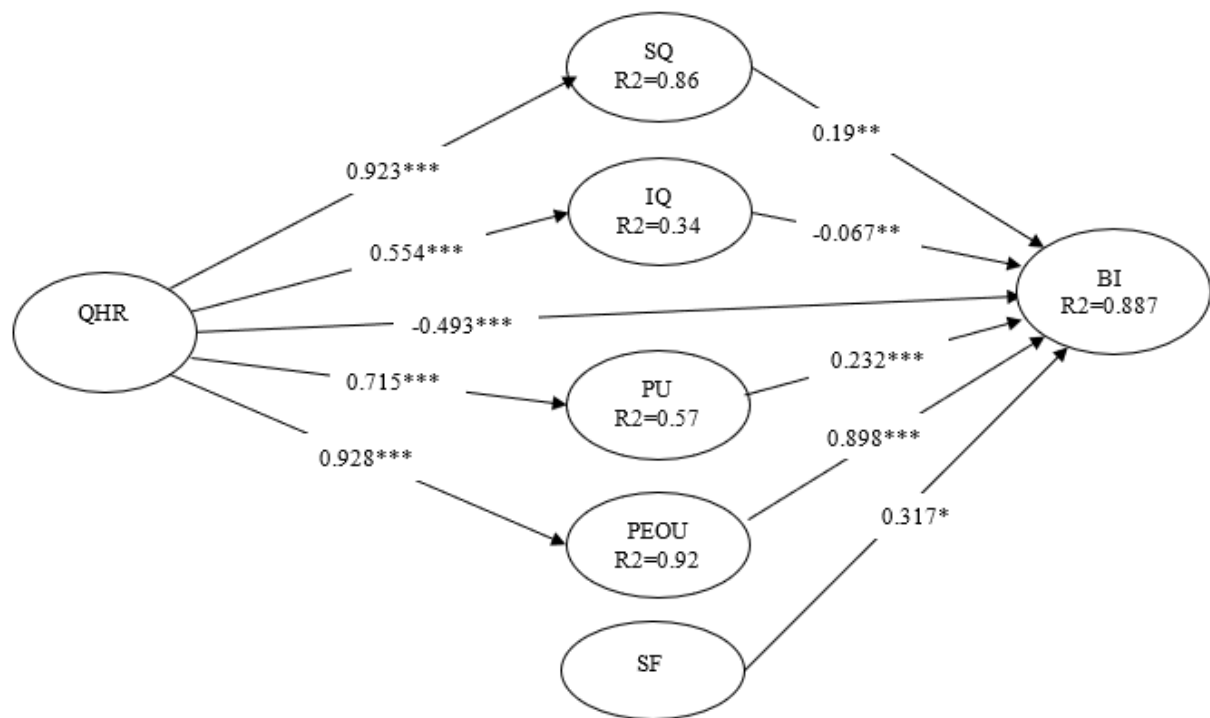 SQ
R2=0.86
0.19**
0.923***
IQ
R2=0.34
-0.067**
0.554***
BI
R2=0.887
QHR
-0.493***
0.232***
0.715***
PU
R2=0.57
0.898***
0.928***
PEOU
R2=0.92
0.317*
SF